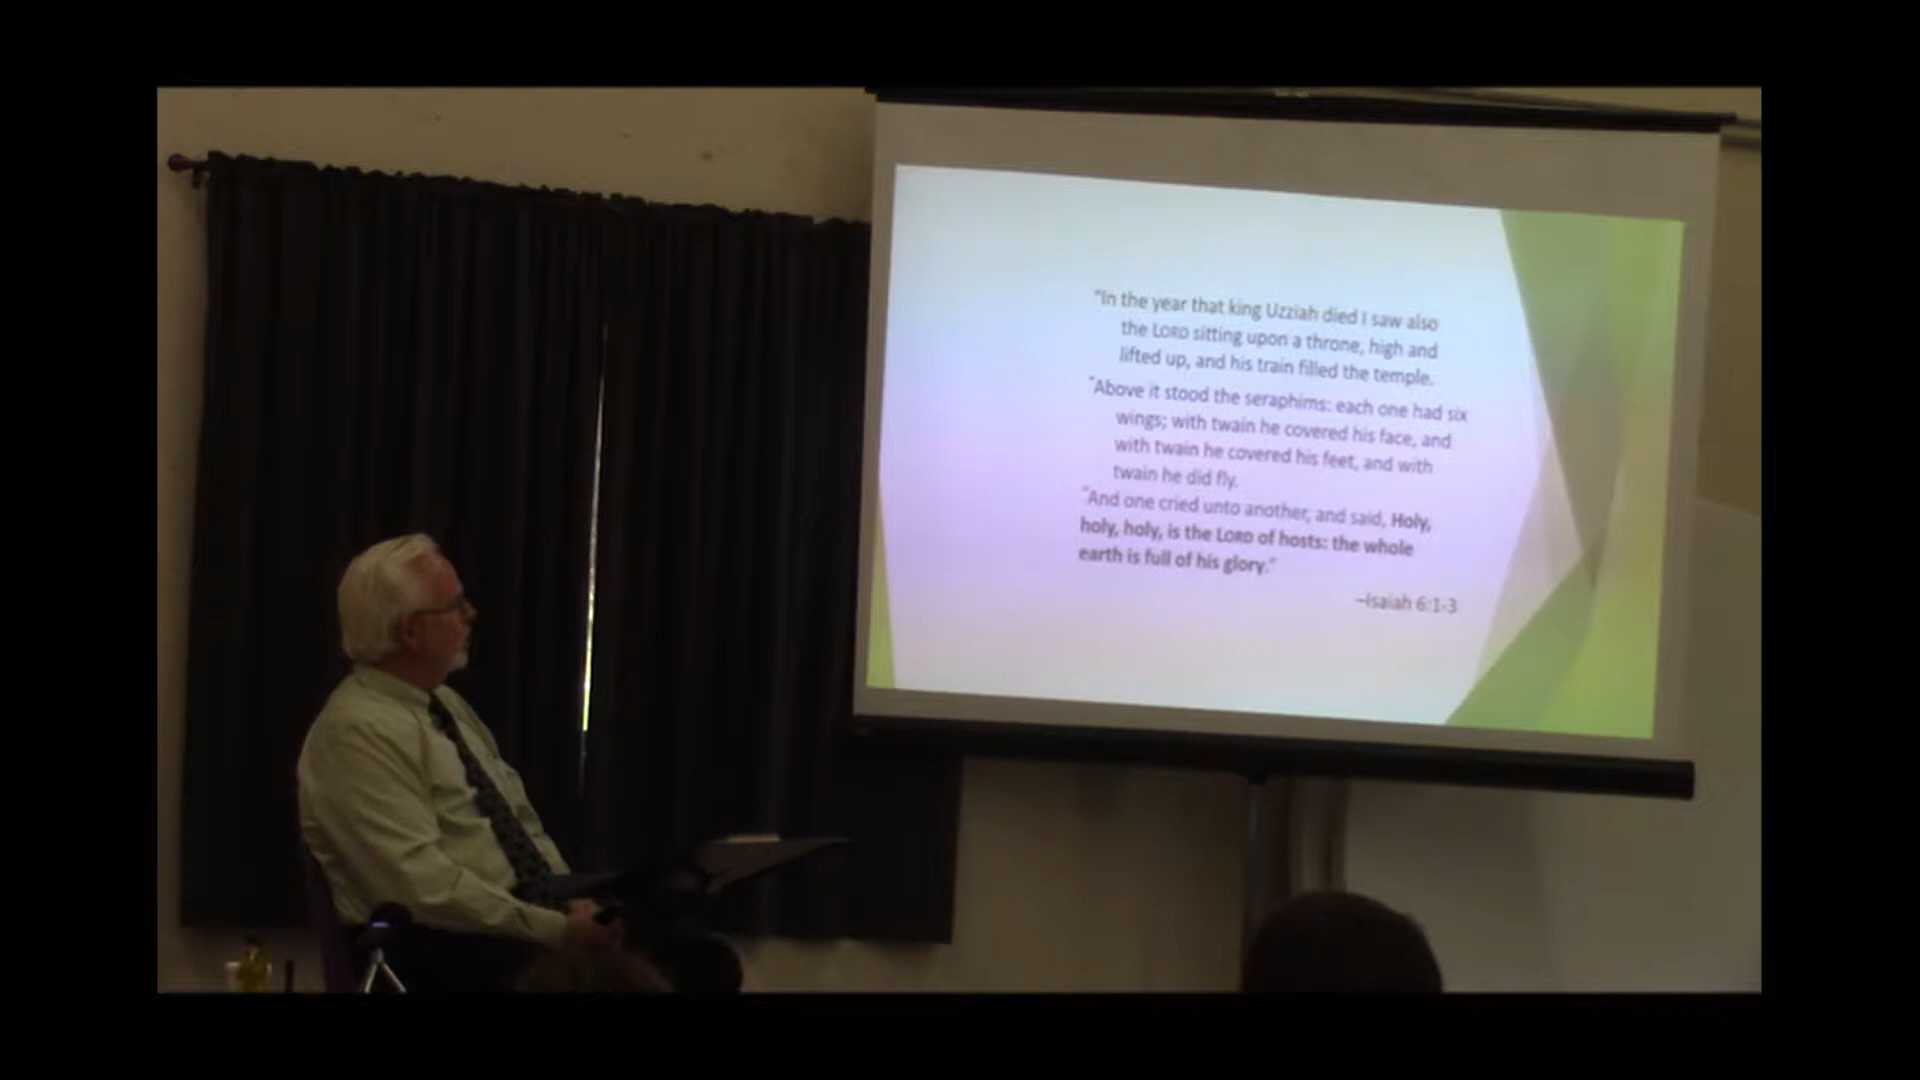 "In the year that king Uzziah died I saw also
the LORD sitting upon a throne, high and
lifted up, and his train filled the temple.
"Above it stood the seraphims: each one had six
wings; with twain he covered his face, and
with twain he covered his feet, and with
twain he did fly.
"And one cried unto another, and said, Holy,
holy, holy, is the LORD of hosts: the whole
earth is full of his glory."
–Isaiah 6:1-3